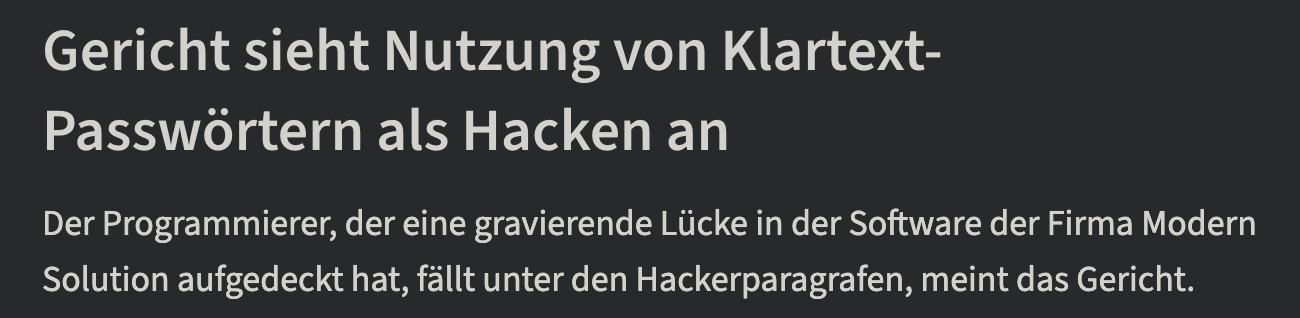 Gericht sieht Nutzung von Klartext-
Passwörtern als Hacken an
Der Programmierer, der eine gravierende Lücke in der Software der Firma Modern
Solution aufgedeckt hat, fällt unter den Hackerparagrafen, meint das Gericht.